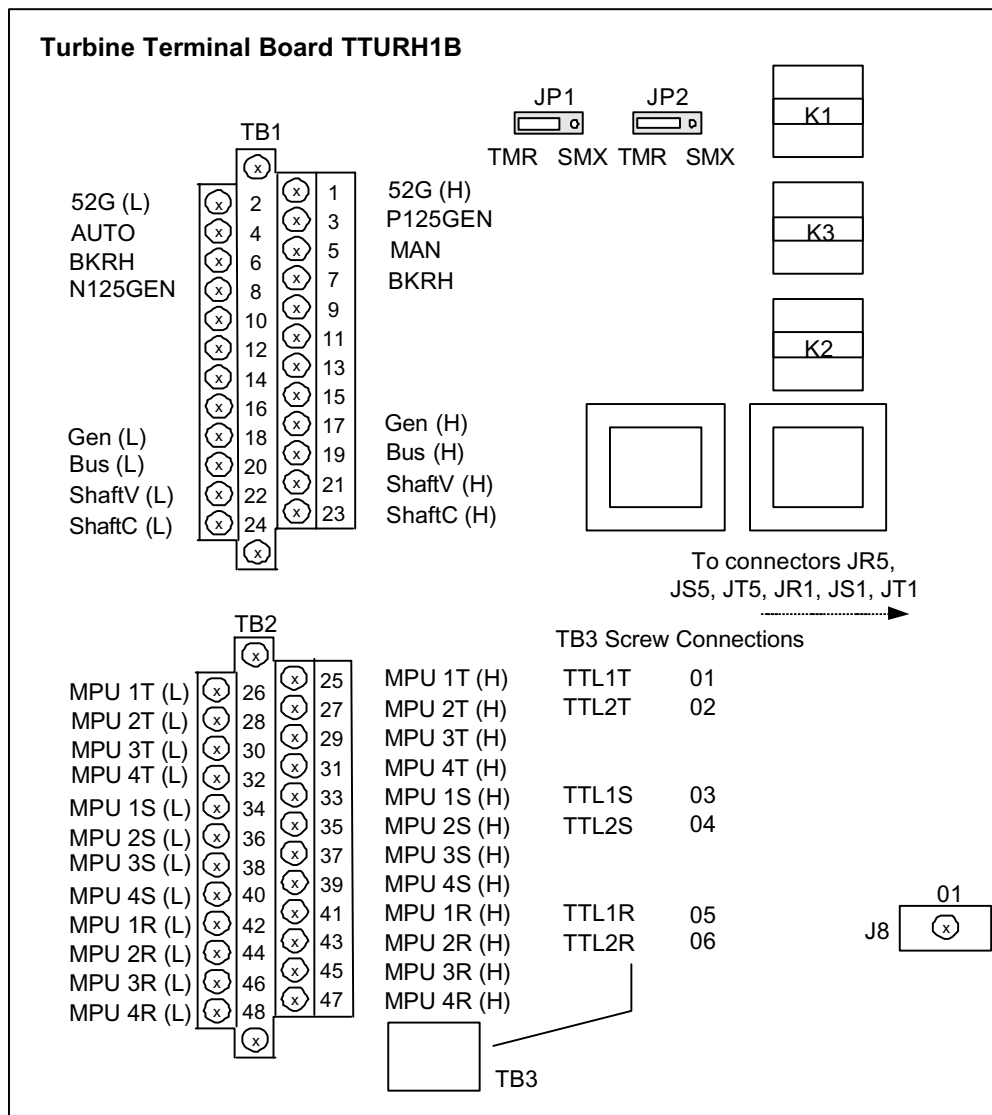 Turbine Terminal Board TTURH1B
JP1 JP2
TMR SMX TMR SMX
K1
K3
K2
TB1
52G (L) 2 1 52G (H)
AUTO 4 3 P125GEN
BKRH 6 5 MAN
N125GEN 8 7 BKRH
10 9
12 11
14 13
16 15
Gen (L) 18 17 Gen (H)
Bus (L) 20 19 Bus (H)
ShaftV (L) 22 21 ShaftV (H)
ShaftC (L) 24 23 ShaftC (H)
To connectors JR5,
JS5, JT5, JR1, JS1, JT1
TB2
TB3 Screw Connections
MPU 1T (L) 26 25 MPU 1T (H) TTL1T 01
MPU 2T (L) 28 27 MPU 2T (H) TTL2T 02
MPU 3T (L) 30 29 MPU 3T (H)
MPU 4T (L) 32 31 MPU 4T (H)
MPU 1S (L) 34 33 MPU 1S (H) TTL1S 03
MPU 2S (L) 36 35 MPU 2S (H) TTL2S 04
MPU 3S (L) 38 37 MPU 3S (H)
MPU 4S (L) 40 39 MPU 4S (H)
MPU 1R (L) 42 41 MPU 1R (H) TTL1R 05
MPU 2R (L) 44 43 MPU 2R (H) TTL2R 06
MPU 3R (L) 46 45 MPU 3R (H)
MPU 4R (L) 48 47 MPU 4R (H)
01
J8
TB3